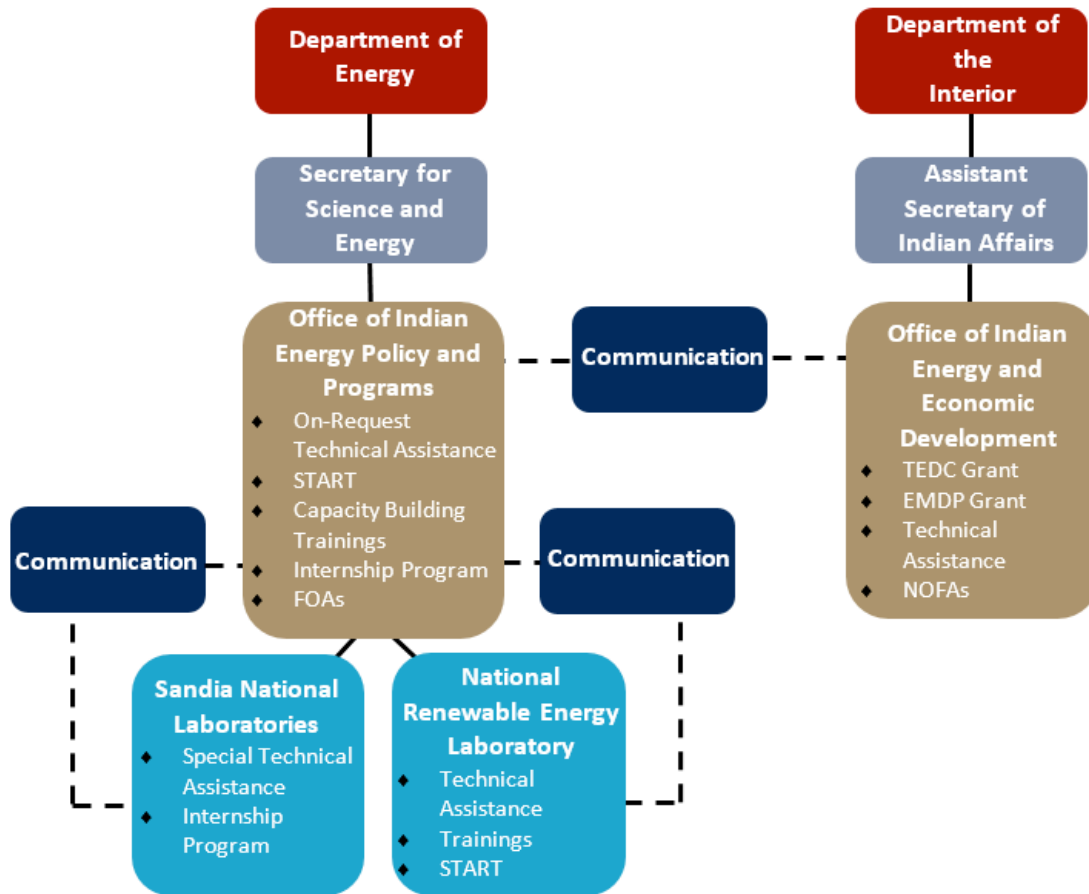 Department of
Energy
Department of
the
Interior
Secretary for
Science and
Energy
Assistant
Secretary of
Indian Affairs
Office of Indian
Energy Policy and
Programs
♦ On-Request
Technical Assistance
♦ START
♦ Capacity Building
Trainings
♦ Internship Program
♦ FOAs
Communication
Office of Indian
Energy and
Economic
Development
♦ TEDC Grant
♦ EMDP Grant
♦ Technical
Assistance
♦ NOFAs
Communication
Communication
Sandia National
Laboratories
♦ Special Technical
Assistance
♦ Internship
Program
National
Renewable Energy
Laboratory
♦ Technical
Assistance
♦ Trainings
♦ START